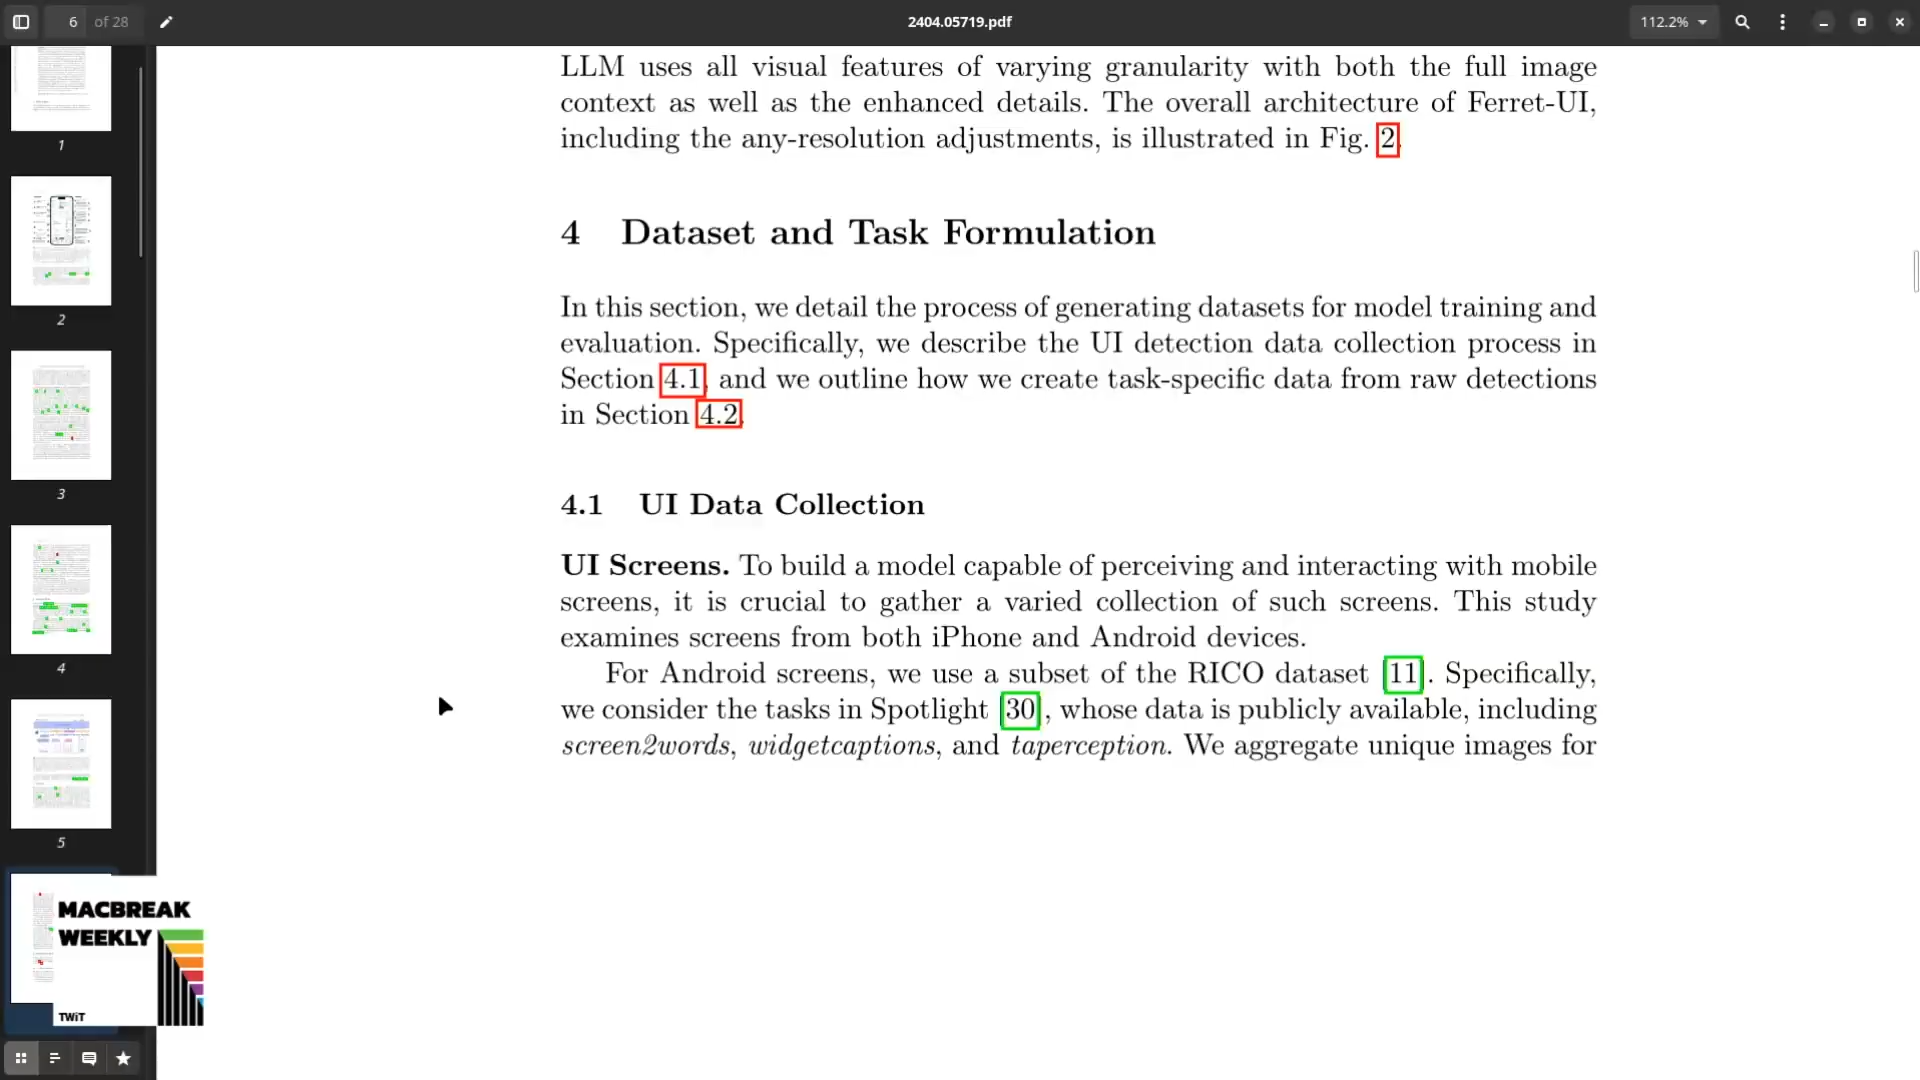 6 of 28
2404.05719.pdf
112.2%
1
2
3
4
5
LLM uses all visual features of varying granularity with both the full image
context as well as the enhanced details. The overall architecture of Ferret-UI,
including the any-resolution adjustments, is illustrated in Fig. 2.
4 Dataset and Task Formulation
In this section, we detail the process of generating datasets for model training and
evaluation. Specifically, we describe the UI detection data collection process in
Section 4.1, and we outline how we create task-specific data from raw detections
in Section 4.2.
4.1 UI Data Collection
UI Screens. To build a model capable of perceiving and interacting with mobile
screens, it is crucial to gather a varied collection of such screens. This study
examines screens from both iPhone and Android devices.
For Android screens, we use a subset of the RICO dataset [11]. Specifically,
we consider the tasks in Spotlight [30], whose data is publicly available, including
screen2words, widgetcaptions, and taperception. We aggregate unique images for
MACBREAK
WEEKLY
TWiT